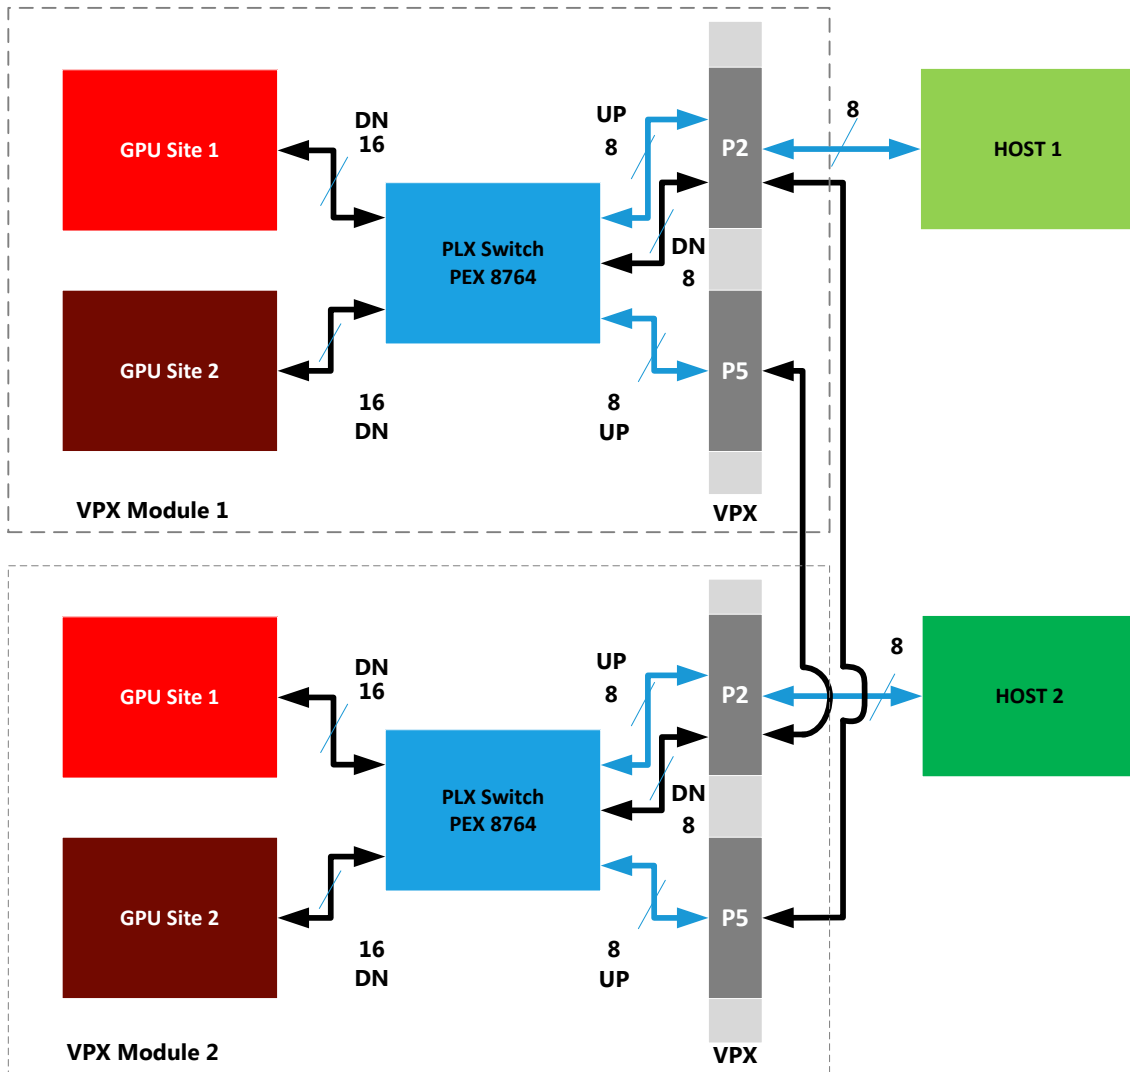 UP
8
8
DN
16
GPU Site 1
P2
HOST 1
PLX Switch
PEX 8764
DN
8
GPU Site 2
P5
16
DN
8
UP
VPX Module 1
VPX
UP
8
8
DN
16
GPU Site 1
P2
HOST 2
PLX Switch
PEX 8764
DN
8
GPU Site 2
P5
16
DN
8
UP
VPX Module 2
VPX